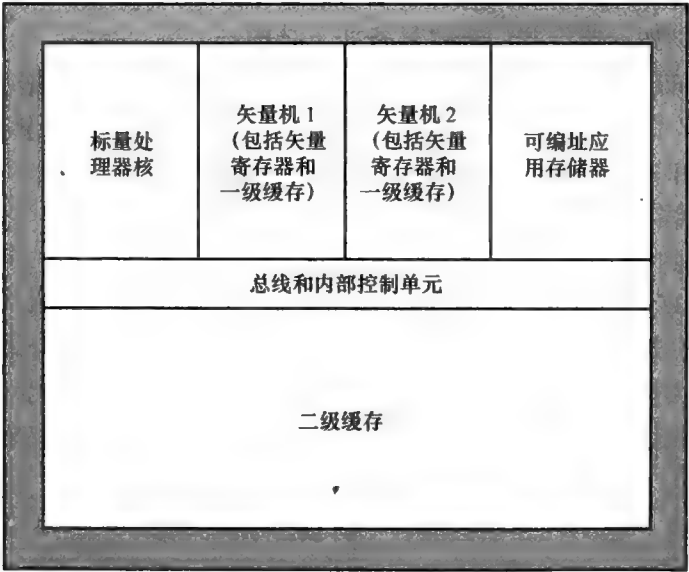 标量处
理器核
矢量机 1
（包括矢量
寄存器和
一级缓存）
矢量机 2
（包括矢量
寄存器和
一级缓存）
可编址应
用存储器
总线和内部控制单元
二级缓存